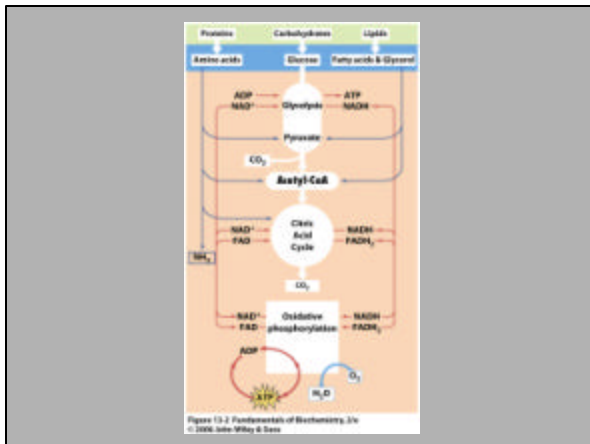 Proteins Carbohydrates Lipids
Amino acids Glucose Fatty acids & Glycerol
ADP ATP
NAD⁺ Glycolysis NADH
Pyruvate
CO₂
Acetyl-CoA
Citric
NAD⁺ Acid NADH
FAD Cycle FADH₂
NH₃
CO₂
NAD⁺ Oxidative NADH
FAD phosphorylation FADH₂
ADP
O₂
ATP H₂O
Figure 13-2 Fundamentals of Biochemistry, 2/e
© 2006 John Wiley & Sons